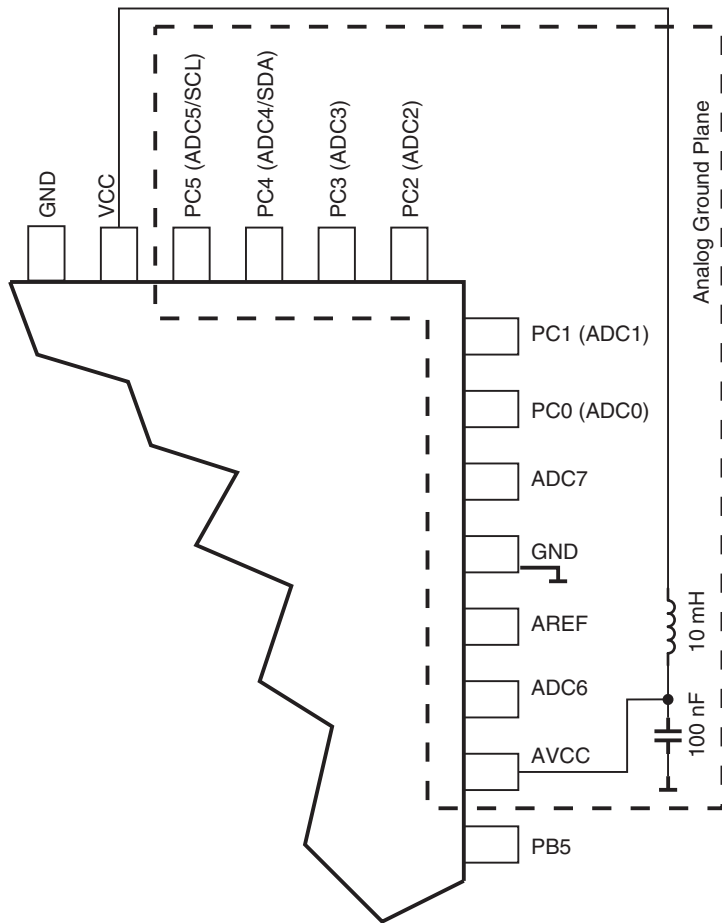 GND
VCC
PC5 (ADC5/SCL)
PC4 (ADC4/SDA)
PC3 (ADC3)
PC2 (ADC2)
Analog Ground Plane
PC1 (ADC1)
PC0 (ADC0)
ADC7
GND
AREF
ADC6
AVCC
PB5
10 mH
100 nF